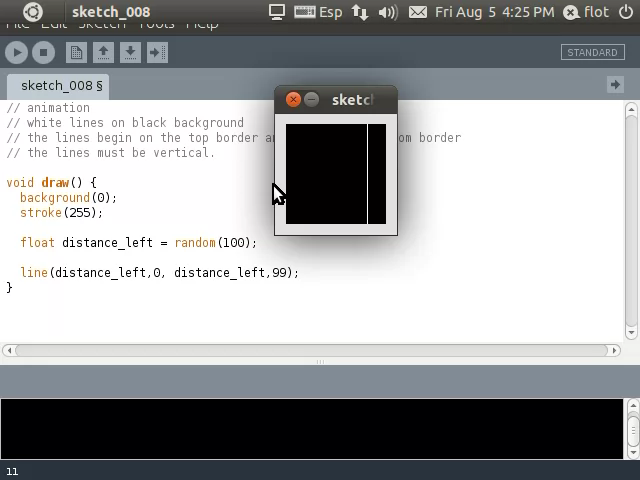 sketch_008 Esp Fri Aug 5 4:25 PM flot
File Edit Sketch Tools Help
STANDARD
sketch_008 §
sketc
// animation
// white lines on black background
// the lines begin on the top border a om border
// the lines must be vertical.
void draw() {
background(0);
stroke(255);
float distance_left = random(100);
line(distance_left,0, distance_left,99);
}
11